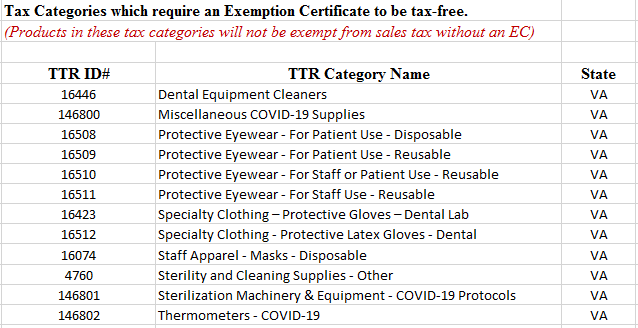 Tax Categories which require an Exemption Certificate to be tax-free.
(Products in these tax categories will not be exempt from sales tax without an EC)
TTR ID# TTR Category Name State
16446 Dental Equipment Cleaners VA
146800 Miscellaneous COVID-19 Supplies VA
16508 Protective Eyewear - For Patient Use - Disposable VA
16509 Protective Eyewear - For Patient Use - Reusable VA
16510 Protective Eyewear - For Staff or Patient Use - Reusable VA
16511 Protective Eyewear - For Staff Use - Reusable VA
16423 Specialty Clothing – Protective Gloves – Dental Lab VA
16512 Specialty Clothing - Protective Latex Gloves - Dental VA
16074 Staff Apparel - Masks - Disposable VA
4760 Sterility and Cleaning Supplies - Other VA
146801 Sterilization Machinery & Equipment - COVID-19 Protocols VA
146802 Thermometers - COVID-19 VA